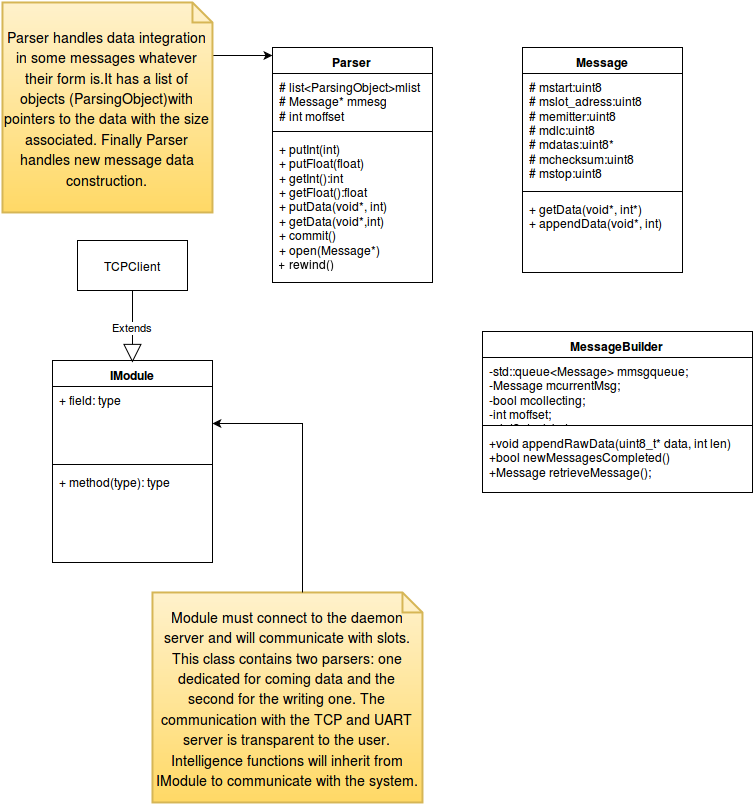 Parser handles data integration
in some messages whatever
their form is.It has a list of
objects (ParsingObject)with
pointers to the data with the size
associated. Finally Parser
handles new message data
construction.
Parser
# list<ParsingObject>mlist
# Message* mmesg
# int moffset
+ putInt(int)
+ putFloat(float)
+ getInt():int
+ getFloat():float
+ putData(void*, int)
+ getData(void*,int)
+ commit()
+ open(Message*)
+ rewind()
Message
# mstart:uint8
# mslot_adress:uint8
# memitter:uint8
# mdlc:uint8
# mdatas:uint8*
# mchecksum:uint8
# mstop:uint8
+ getData(void*, int*)
+ appendData(void*, int)
TCPClient
Extends
IModule
+ field: type
+ method(type): type
MessageBuilder
-std::queue<Message> mmsgqueue;
-Message mcurrentMsg;
-bool mcollecting;
-int moffset;
+void appendRawData(uint8_t* data, int len)
+bool newMessagesCompleted()
+Message retrieveMessage();
Module must connect to the daemon
server and will communicate with slots.
This class contains two parsers: one
dedicated for coming data and the
second for the writing one. The
communication with the TCP and UART
server is transparent to the user.
Intelligence functions will inherit from
IModule to communicate with the system.